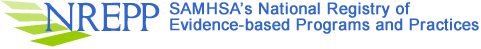 NREPP
SAMHSA's National Registry of
Evidence-based Programs and Practices